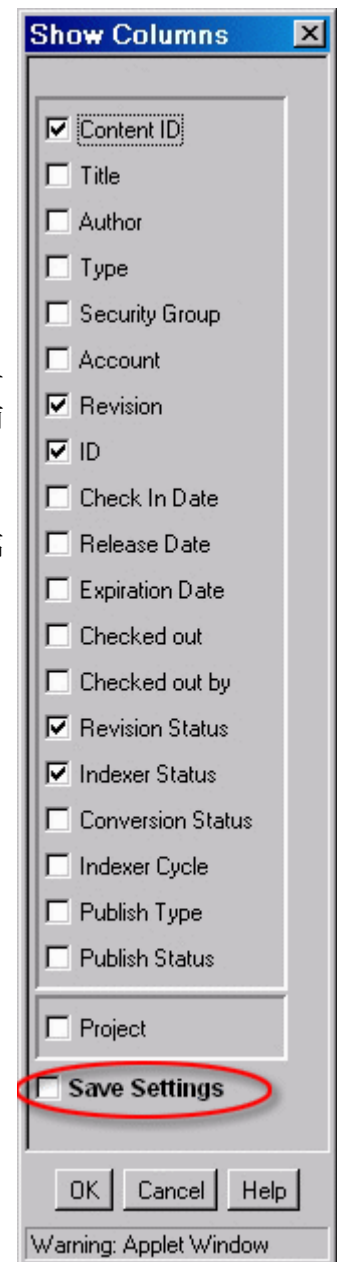 Show Columns
Content ID
Title
Author
Type
Security Group
Account
Revision
ID
Check In Date
Release Date
Expiration Date
Checked out
Checked out by
Revision Status
Indexer Status
Conversion Status
Indexer Cycle
Publish Type
Publish Status
Project
Save Settings
OK Cancel Help
Warning: Applet Window